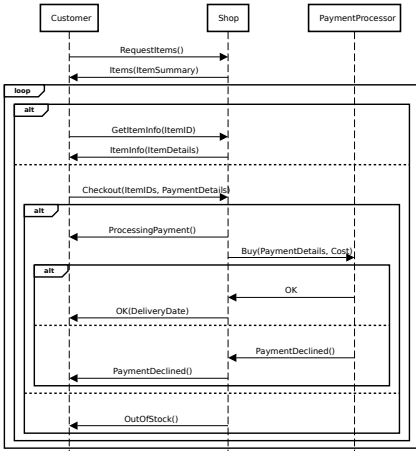 Customer Shop PaymentProcessor
RequestItems()
Items(ItemSummary)
loop
alt
GetItemInfo(ItemID)
ItemInfo(ItemDetails)
Checkout(ItemIDs, PaymentDetails)
alt
ProcessingPayment()
Buy(PaymentDetails, Cost)
alt
OK
OK(DeliveryDate)
PaymentDeclined()
PaymentDeclined()
OutOfStock()